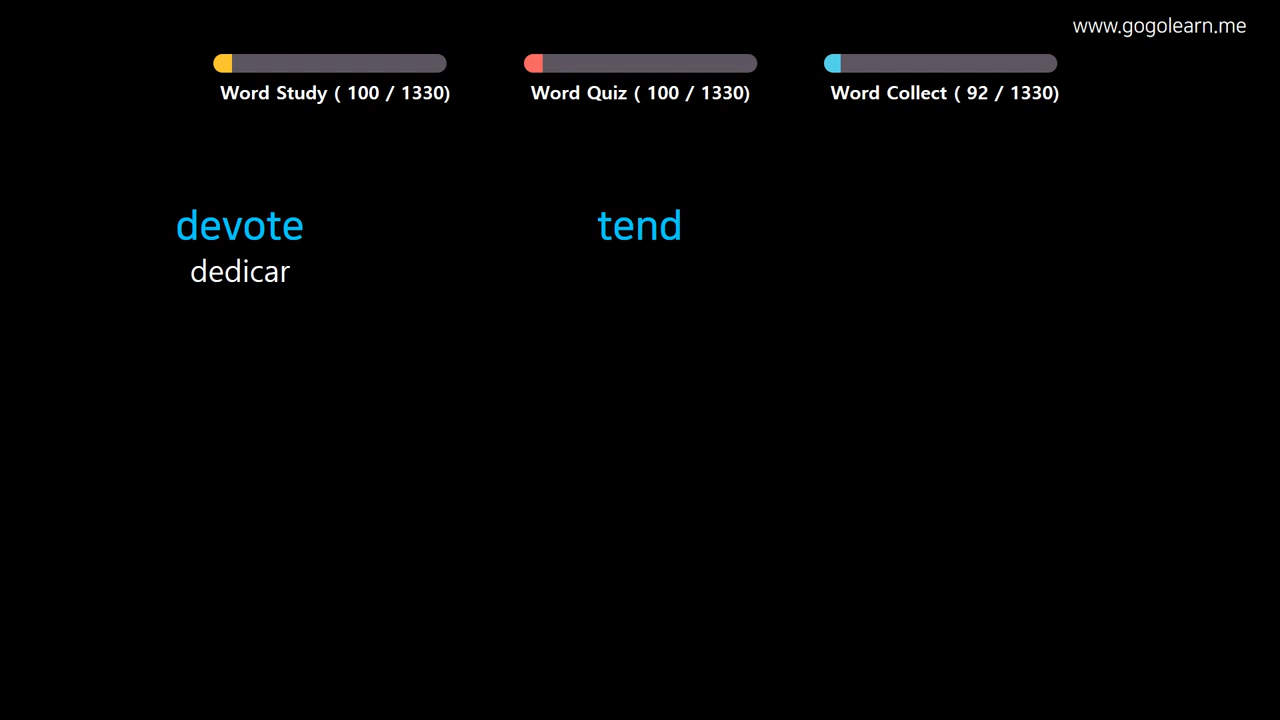 www.gogolearn.me
Word Study ( 100 / 1330)
Word Quiz ( 100 / 1330)
Word Collect ( 92 / 1330)
devote
dedicar
tend